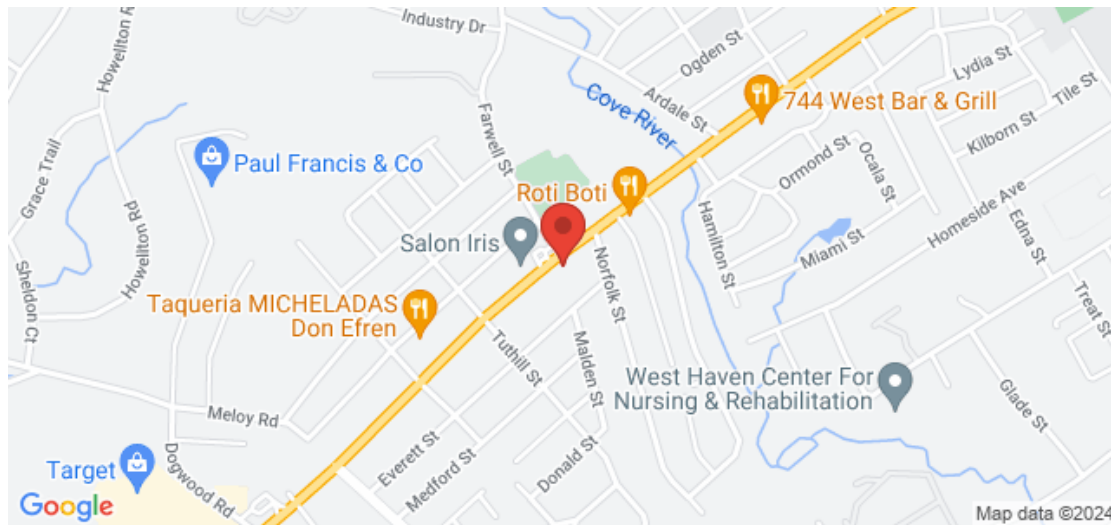 Howellton Rd
Industry Dr
Ogden St
Lydia St
Tile St
Cove River
Ardale St
744 West Bar & Grill
Kilborn St
Farwell St
Grace Trail
Paul Francis & Co
Ormond St
Ocala St
Roti Boti
Homeside Ave
Salon Iris
Hamilton St
Miami St
Edna St
Howellton Rd
Norfolk St
Sheldon Ct
Taqueria MICHELADAS
Don Efren
Treat St
Tuthill St
Malden St
West Haven Center For
Nursing & Rehabilitation
Glade St
Meloy Rd
Everett St
Medford St
Donald St
Target
Dogwood Rd
Google
Map data ©2024